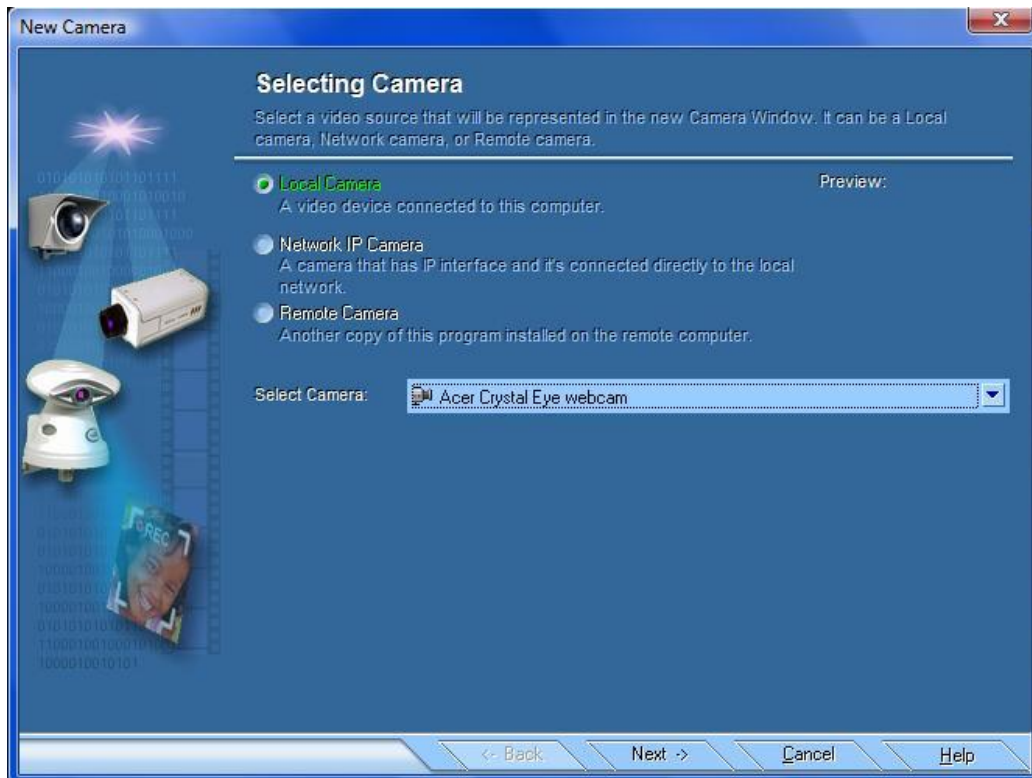 New Camera
Selecting Camera
Select a video source that will be represented in the new Camera Window. It can be a Local
camera, Network camera, or Remote camera.
Local Camera
Preview:
A video device connected to this computer.
Network IP Camera
A camera that has IP interface and it's connected directly to the local
network.
Remote Camera
Another copy of this program installed on the remote computer.
Select Camera:
Acer Crystal Eye webcam
REC
<- Back
Next ->
Cancel
Help